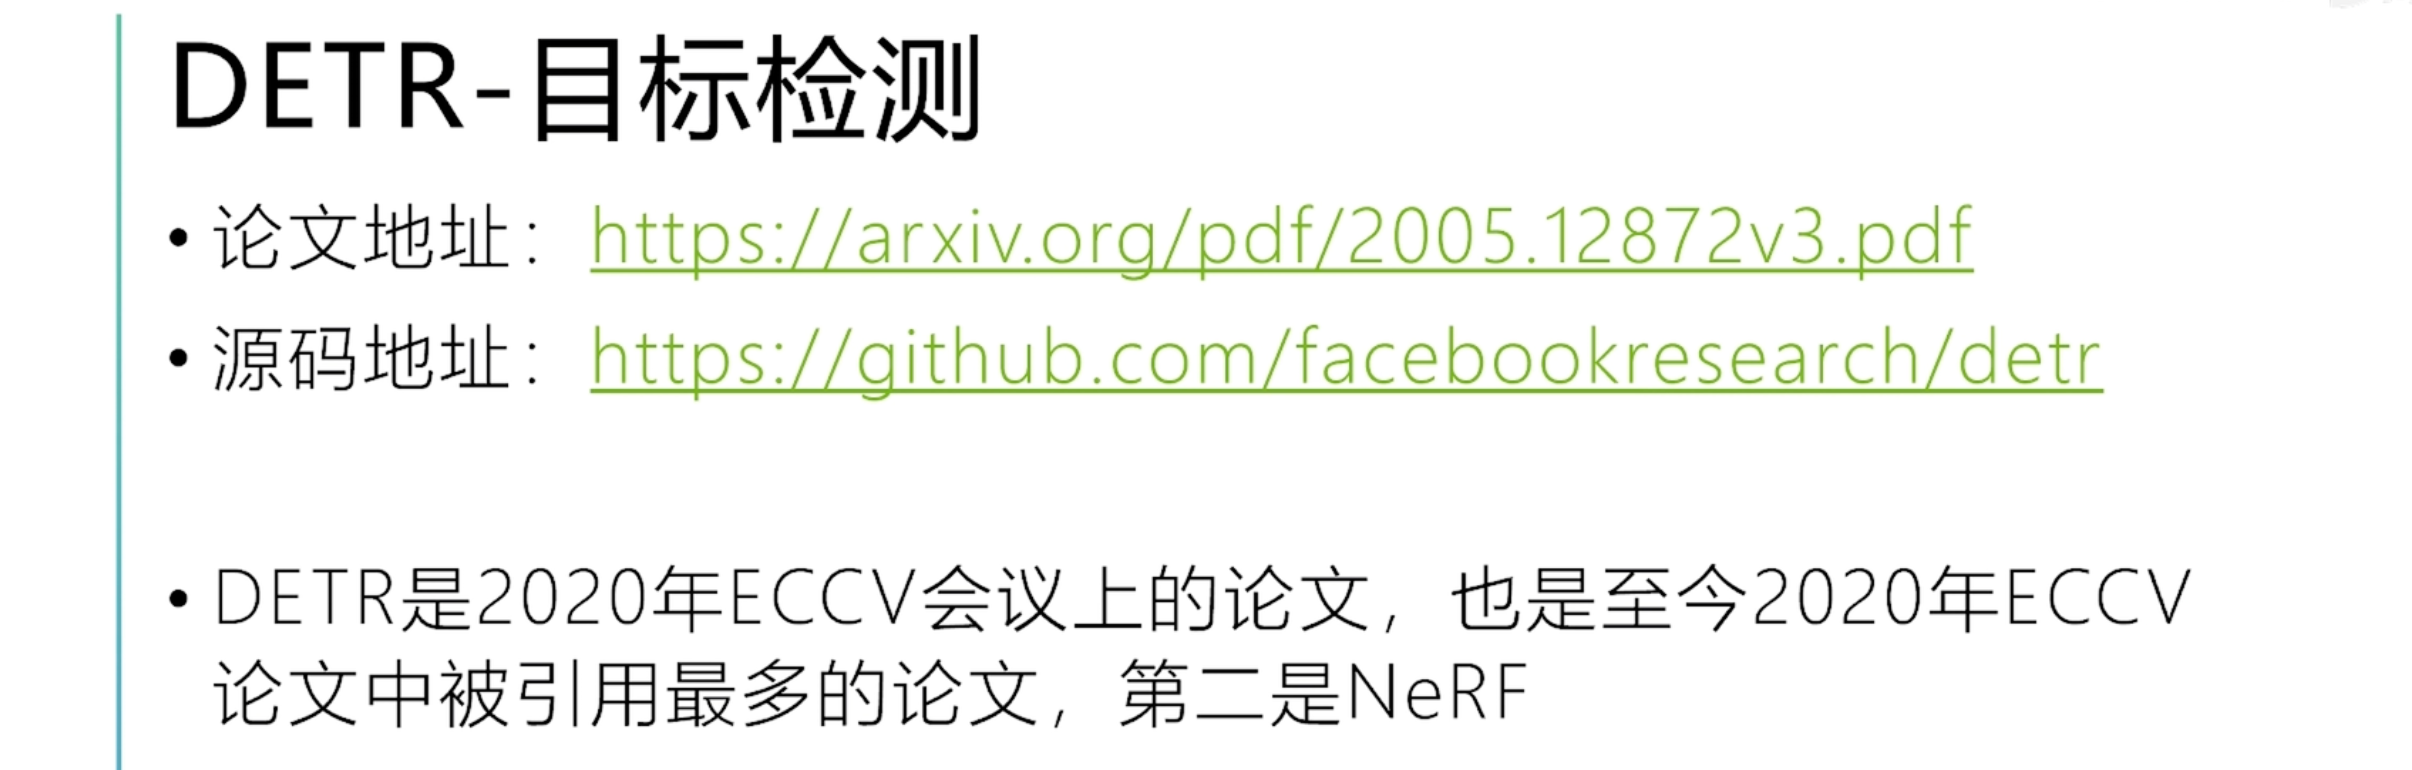 DETR-目标检测
• 论文地址：https://arxiv.org/pdf/2005.12872v3.pdf
• 源码地址：https://github.com/facebookresearch/detr
• DETR是2020年ECCV会议上的论文，也是至今2020年ECCV
论文中被引用最多的论文，第二是NeRF